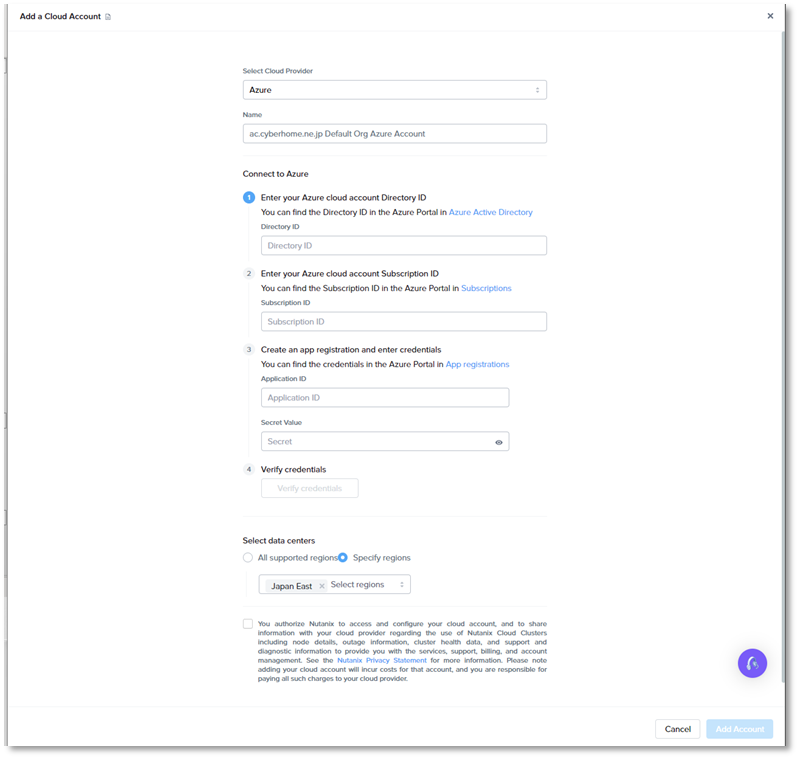 Add a Cloud Account
Select Cloud Provider
Azure
Name
ac.cyberhome.ne.jp Default Org Azure Account
Connect to Azure
1 Enter your Azure cloud account Directory ID
You can find the Directory ID in the Azure Portal in Azure Active Directory
Directory ID
Directory ID
2 Enter your Azure cloud account Subscription ID
You can find the Subscription ID in the Azure Portal in Subscriptions
Subscription ID
Subscription ID
3 Create an app registration and enter credentials
You can find the credentials in the Azure Portal in App registrations
Application ID
Application ID
Secret Value
Secret
4 Verify credentials
Verify credentials
Select data centers
All supported regions Specify regions
Japan East × Select regions
You authorize Nutanix to access and configure your cloud account, and to share
information with your cloud provider regarding the use of Nutanix Cloud Clusters
including node details, outage information, cluster health data, and support and
diagnostic information to provide you with the services, support, billing, and account
management. See the Nutanix Privacy Statement for more information. Please note
adding your cloud account will incur costs for that account, and you are responsible for
paying all such charges to your cloud provider.
Cancel Add Account